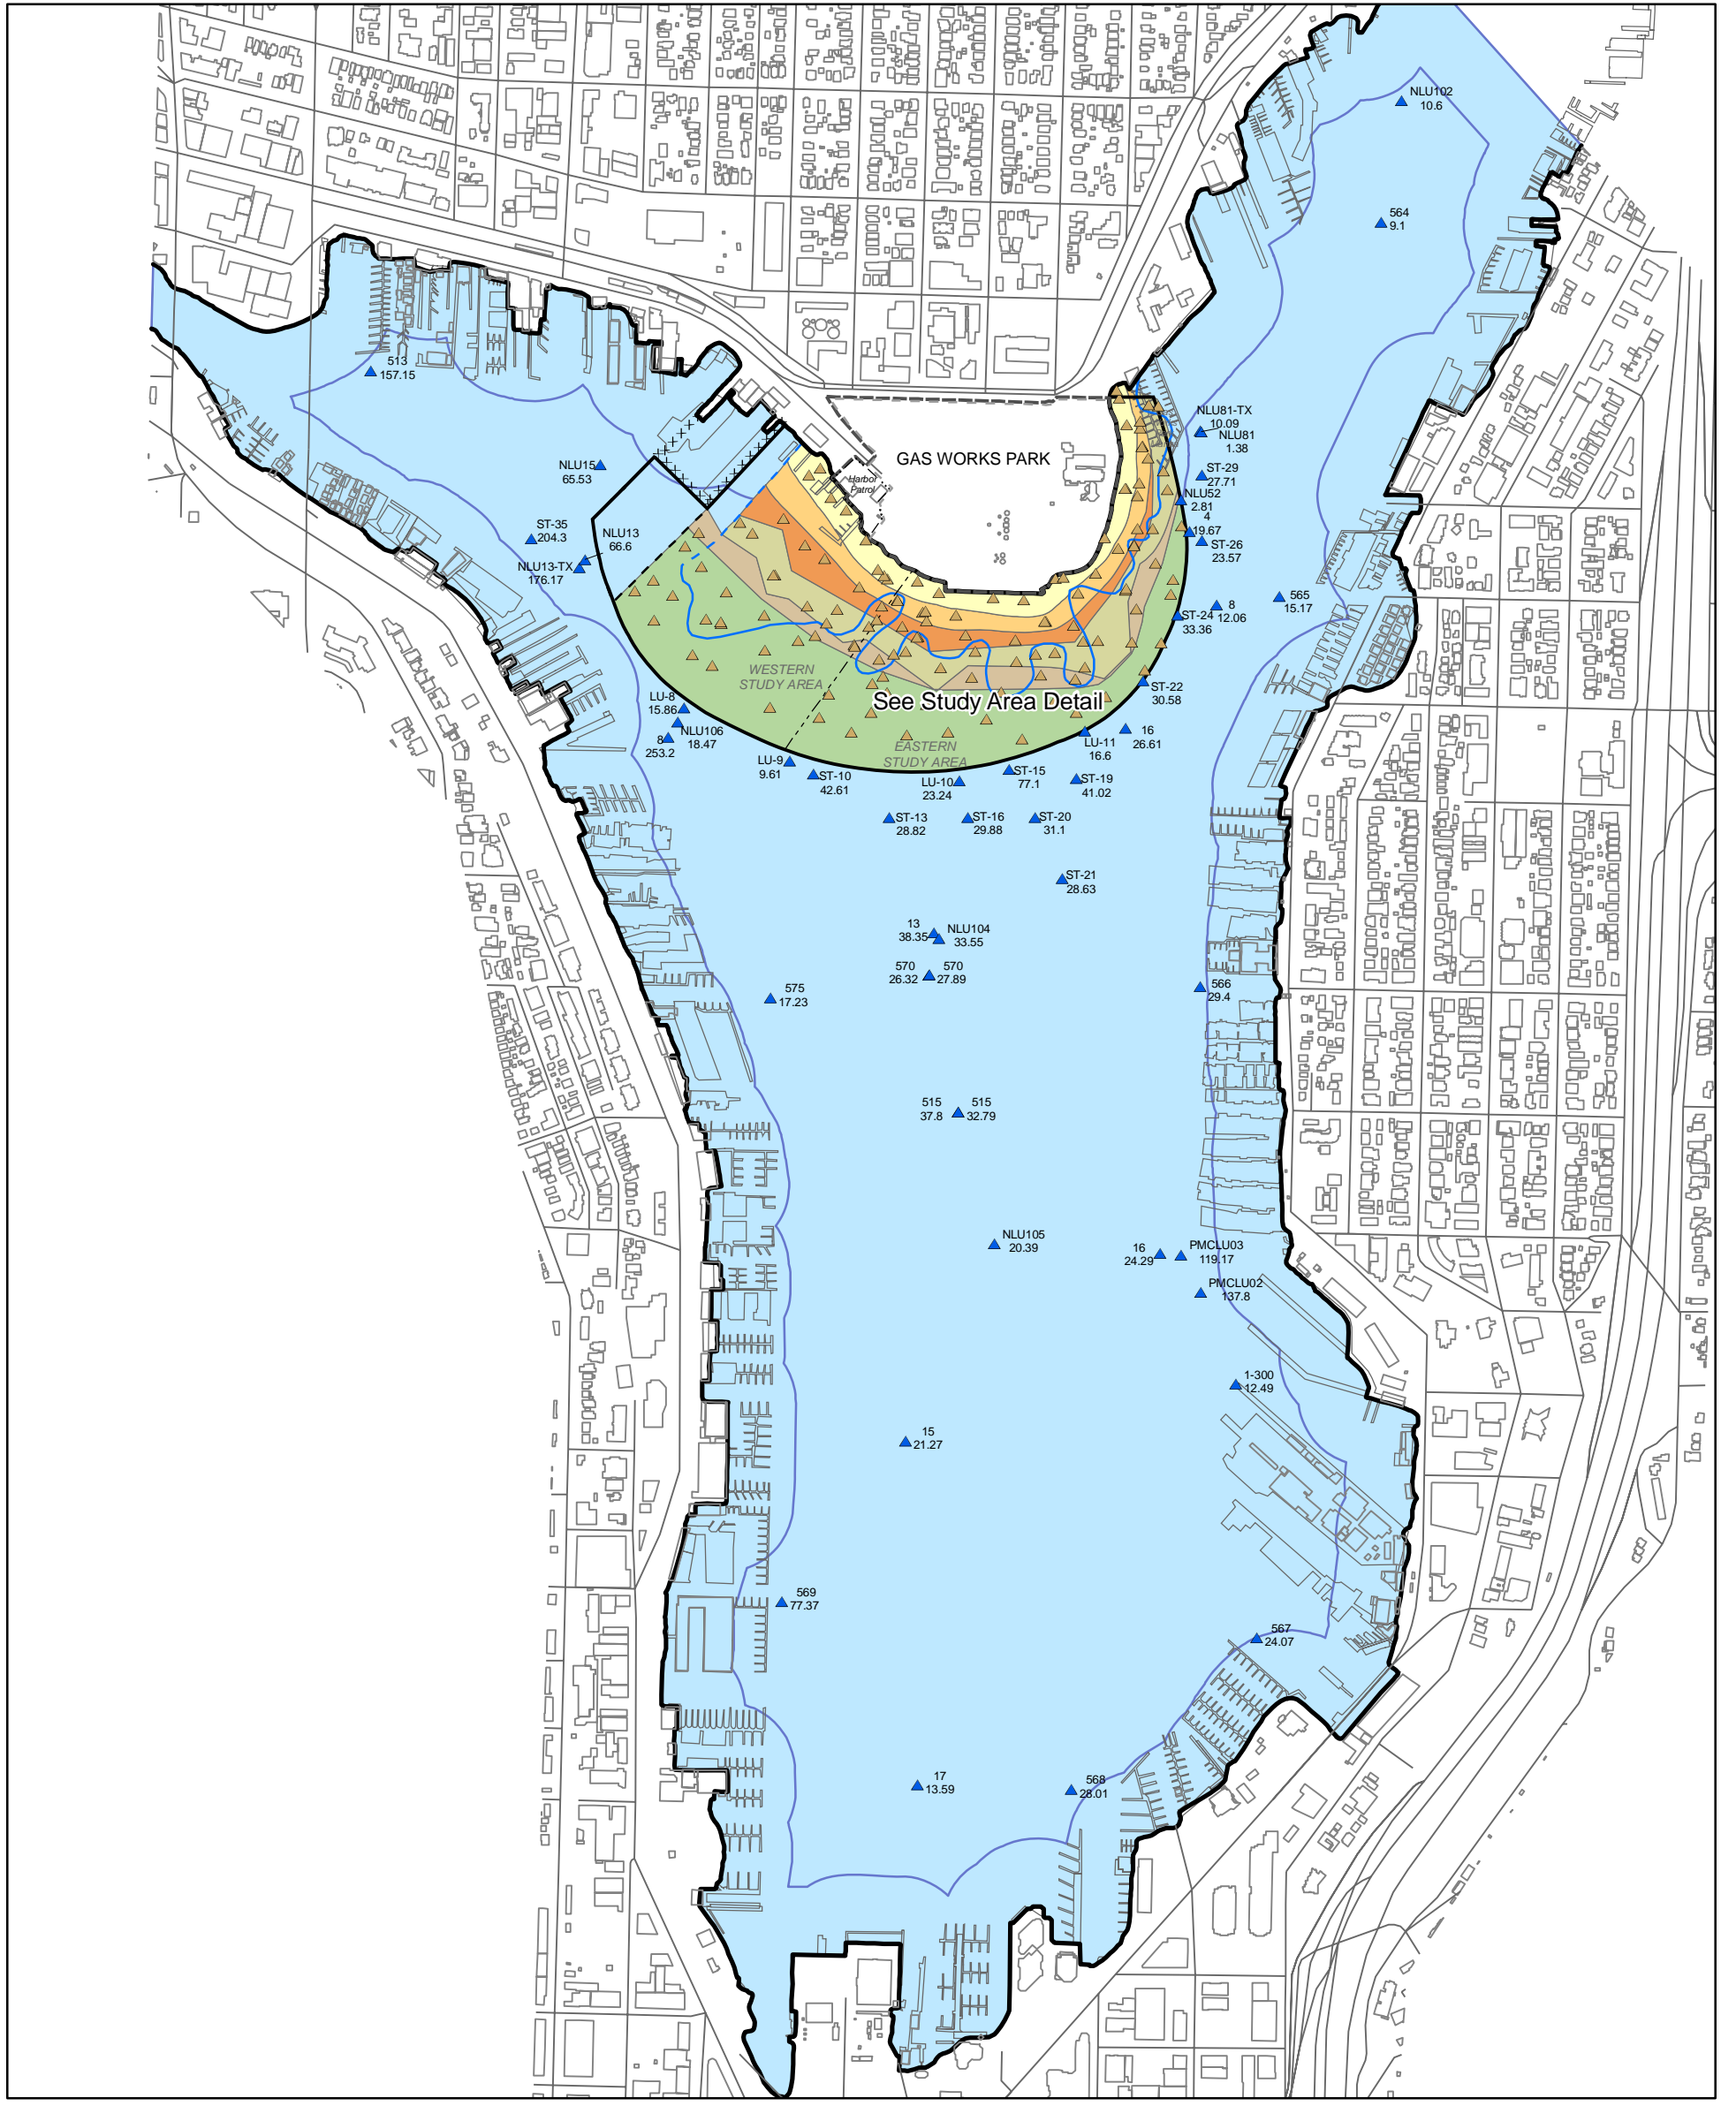 NLU102
10.6
564
9.1
513
157.15
NLU81-TX
10.09
NLU81
1.38
GAS WORKS PARK
Harbor
Patrol
NLU15
65.53
ST-29
27.71
NLU52
2.81
4
19.67
ST-26
23.57
ST-35
204.3
NLU13
66.6
NLU13-TX
176.17
565
15.17
8
12.06
ST-24
33.36
WESTERN
STUDY AREA
ST-22
30.58
See Study Area Detail
LU-8
15.86
NLU106
18.47
8
253.2
16
26.61
LU-11
16.6
EASTERN
STUDY AREA
LU-9
9.61
ST-10
42.61
LU-10
23.24
ST-15
77.1
ST-19
41.02
ST-13
28.82
ST-16
29.88
ST-20
31.1
ST-21
28.63
13
38.35
NLU104
33.55
570
26.32
570
27.89
575
17.23
566
29.4
515
37.8
515
32.79
NLU105
20.39
16
24.29
PMCLU03
119.17
PMCLU02
137.8
1-300
12.49
15
21.27
569
77.37
567
24.07
17
13.59
568
28.01